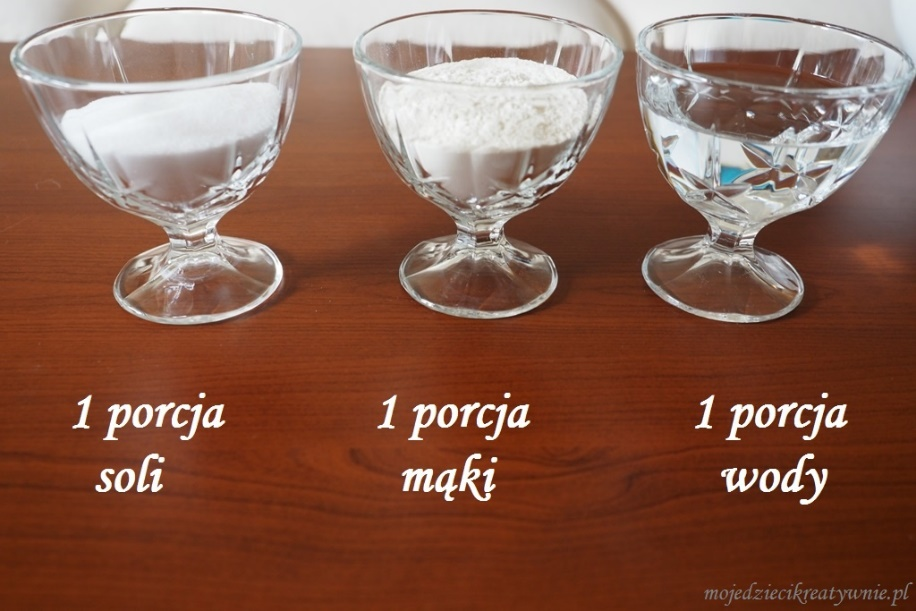 1 porcja
soli
1 porcja
mąki
1 porcja
wody
mojedziecikreatywnie.pl